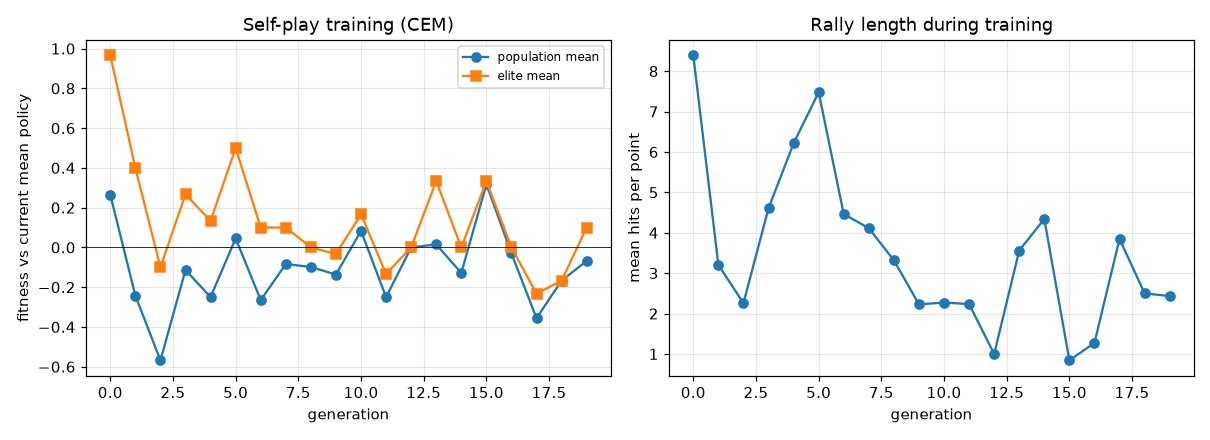 Self-play training (CEM)
fitness vs current mean policy
1.0
0.8
0.6
0.4
0.2
0.0
−0.2
−0.4
−0.6
population mean
elite mean
0.0 2.5 5.0 7.5 10.0 12.5 15.0 17.5
generation
Rally length during training
mean hits per point
8
7
6
5
4
3
2
1
0.0 2.5 5.0 7.5 10.0 12.5 15.0 17.5
generation